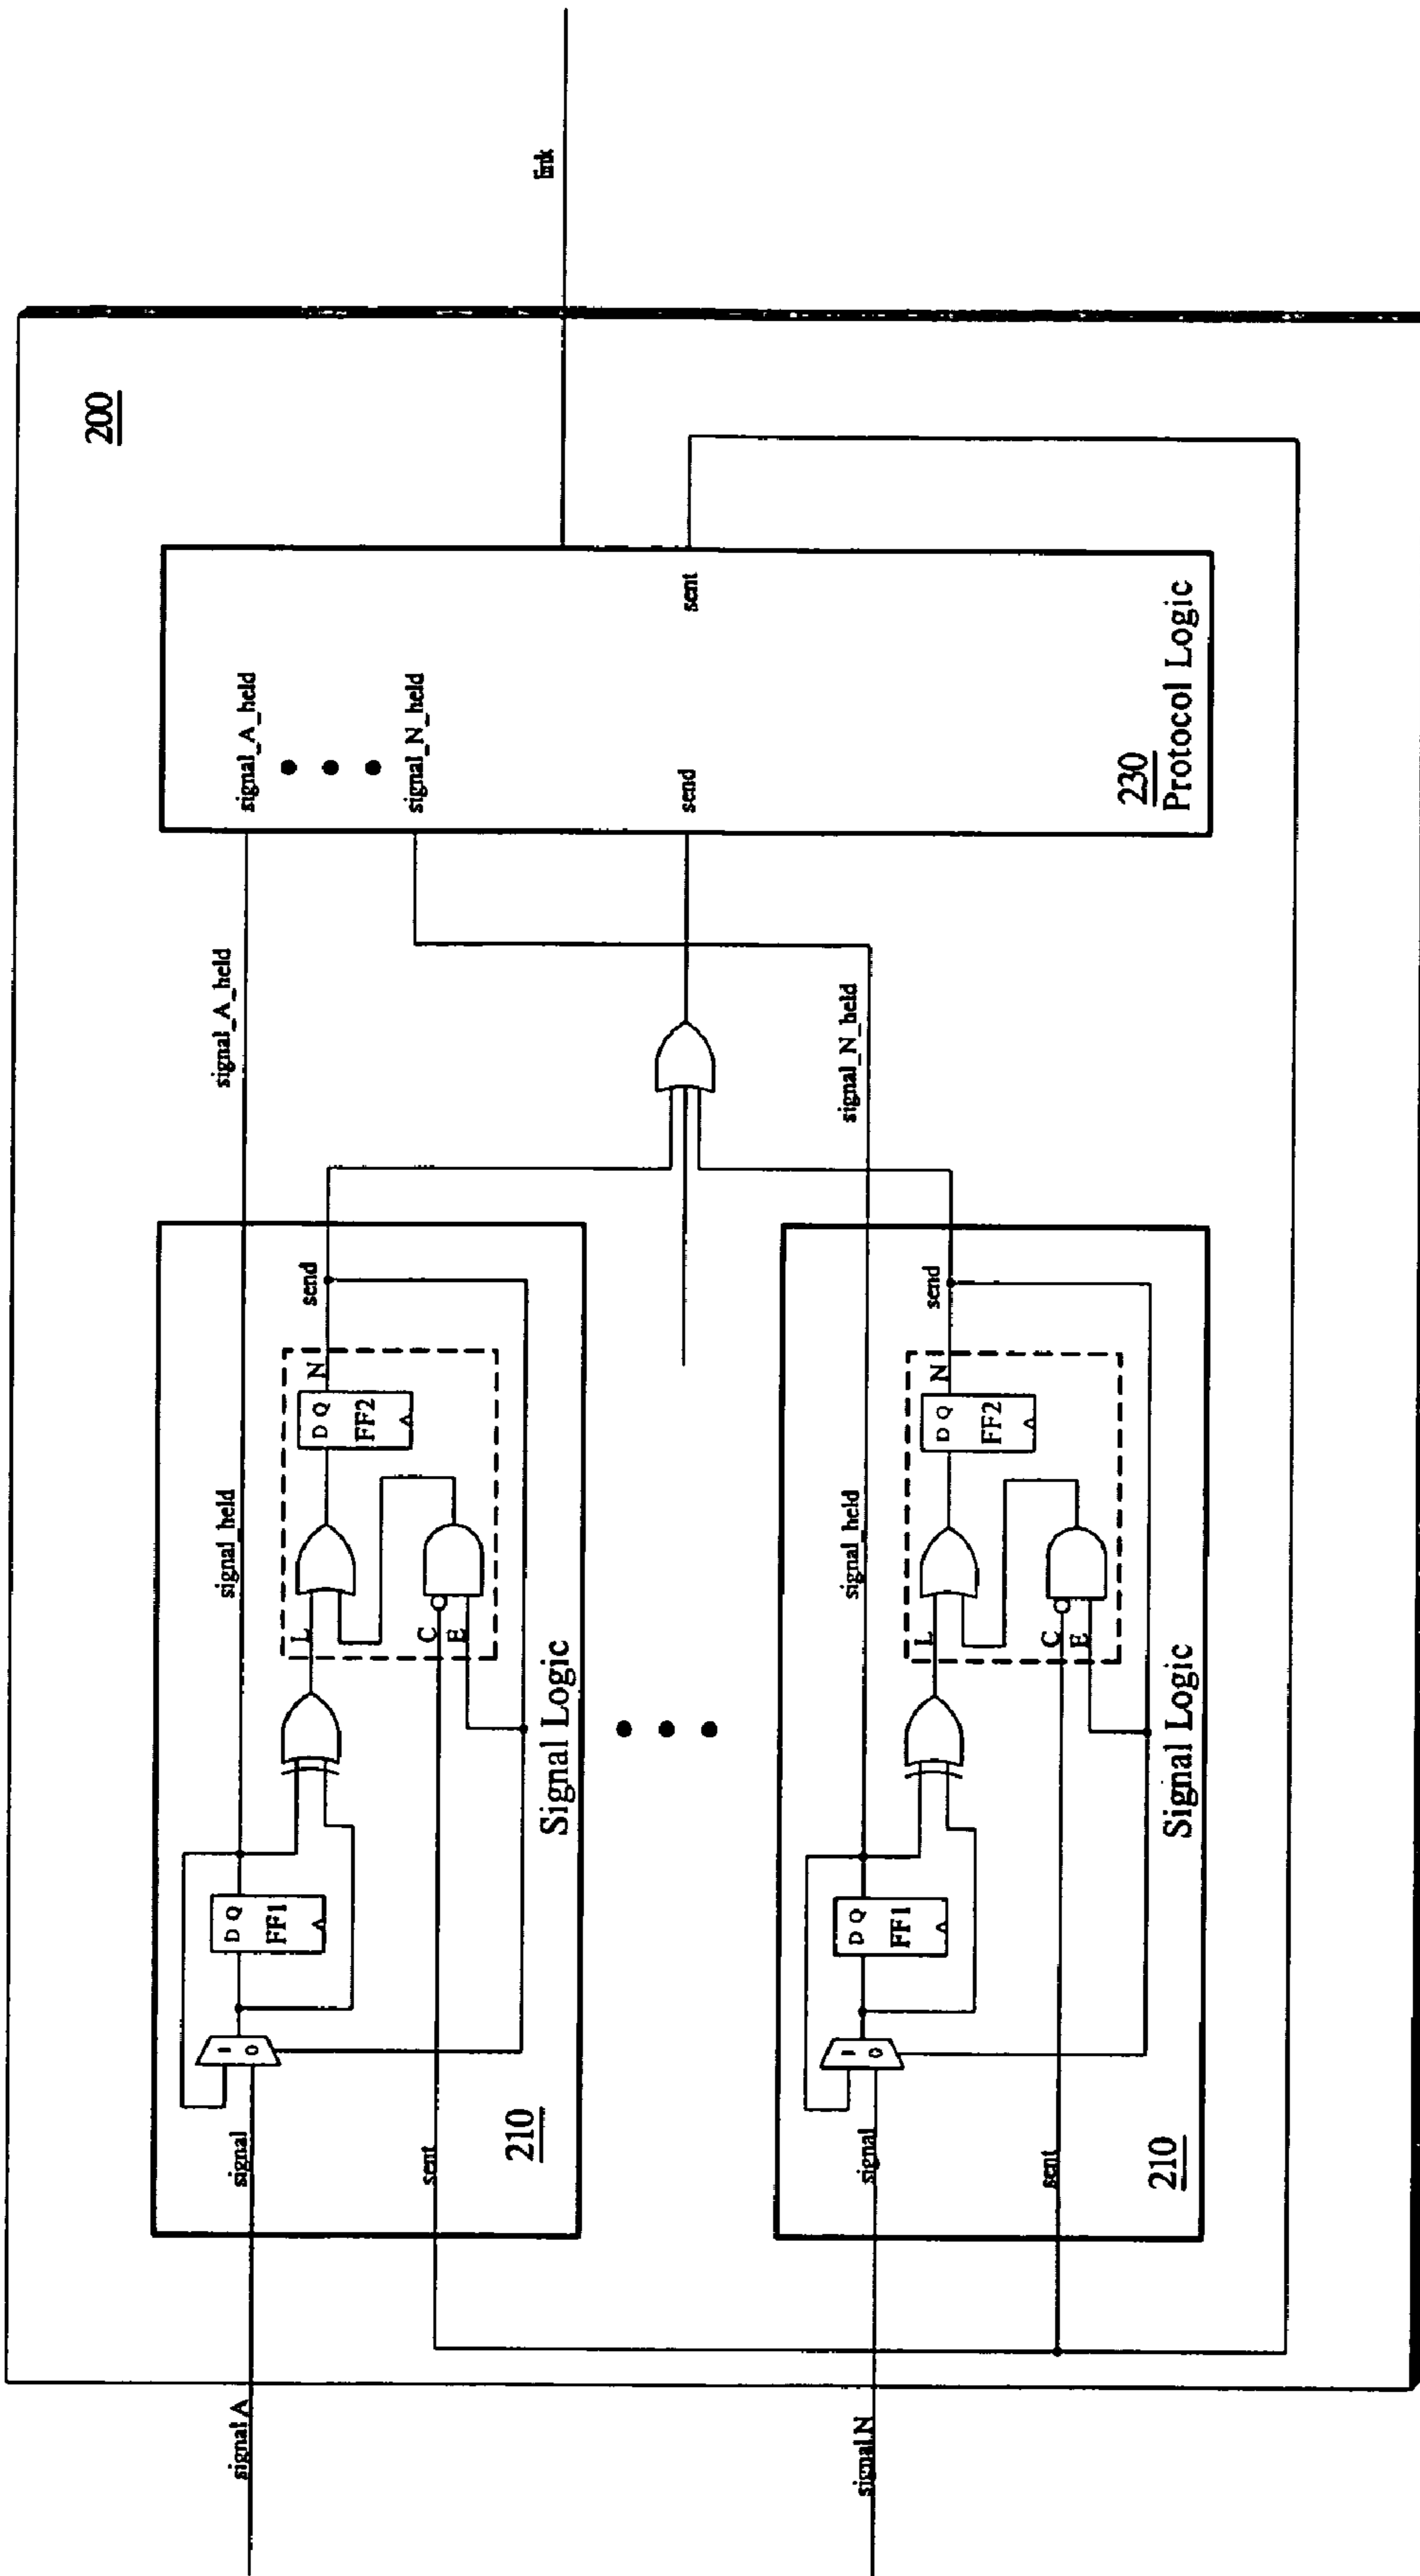 200
signal A
signal
sent
210
D Q
FF1
1
0
signal_held
L
C
E
D Q
FF2
N
send
Signal Logic
signal_A_held
signal_A_held
signal_N_held
send
sent
230
Protocol Logic
link
signal N
signal
sent
210
D Q
FF1
1
0
signal_held
L
C
E
D Q
FF2
N
send
Signal Logic
signal_N_held